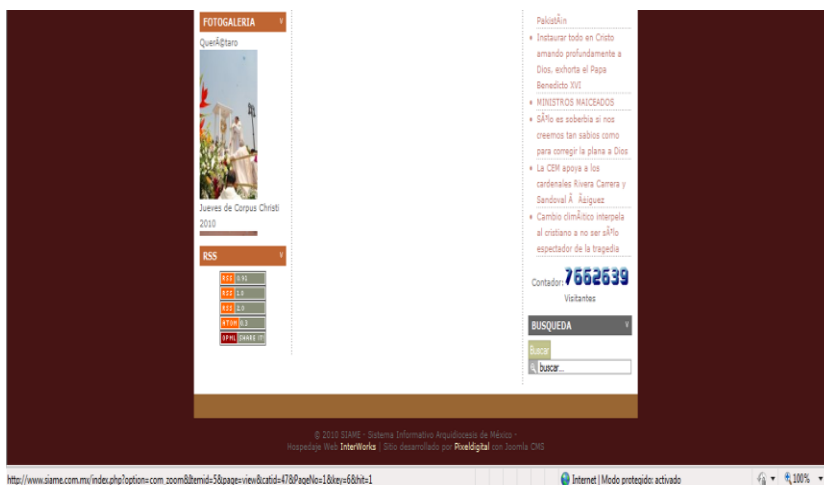 FOTOGALERIA v
QuerÃ©taro
Jueves de Corpus Christi
2010
RSS v
RSS 0.91
RSS 1.0
RSS 2.0
ATOM 0.3
OPML SHARE IT!
PakistÃ¡n
Instaurar todo en Cristo
amando profundamente a
Dios, exhorta el Papa
Benedicto XVI
MINISTROS MAICEADOS
SÃ³lo es soberbia si nos
creemos tan sabios como
para corregir la plana a Dios
La CEM apoya a los
cardenales Rivera Carrera y
Sandoval Ã Ãiguez
Cambio climÃ¡tico interpela
al cristiano a no ser sÃ³lo
espectador de la tragedia
Contador: 7662639
Visitantes
BUSQUEDA v
Buscar
buscar...
© 2010 SIAME - Sistema Informativo Arquidiocesis de México -
Hospedaje Web InterWorks | Sitio desarrollado por Pixeldigital con Joomla CMS
http://www.siame.com.mx/index.php?option=com_zoom&Itemid=5&page=view&catid=47&PageNo=1&key=6&hit=1
Internet | Modo protegido: activado
100%